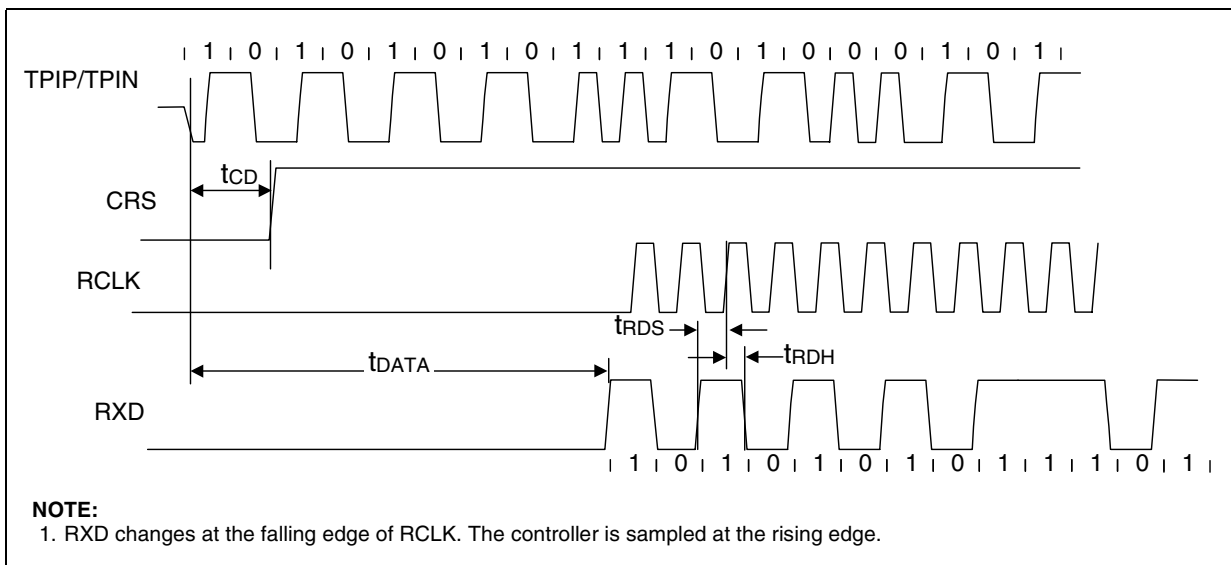 1 0 1 0 1 0 1 0 1 1 1 0 1 0 0 0 1 0 1
TPIP/TPIN
tCD
CRS
RCLK
tRDS
tRDH
tDATA
RXD
1 0 1 0 1 0 1 0 1 1 1 0 1
NOTE:
1. RXD changes at the falling edge of RCLK. The controller is sampled at the rising edge.